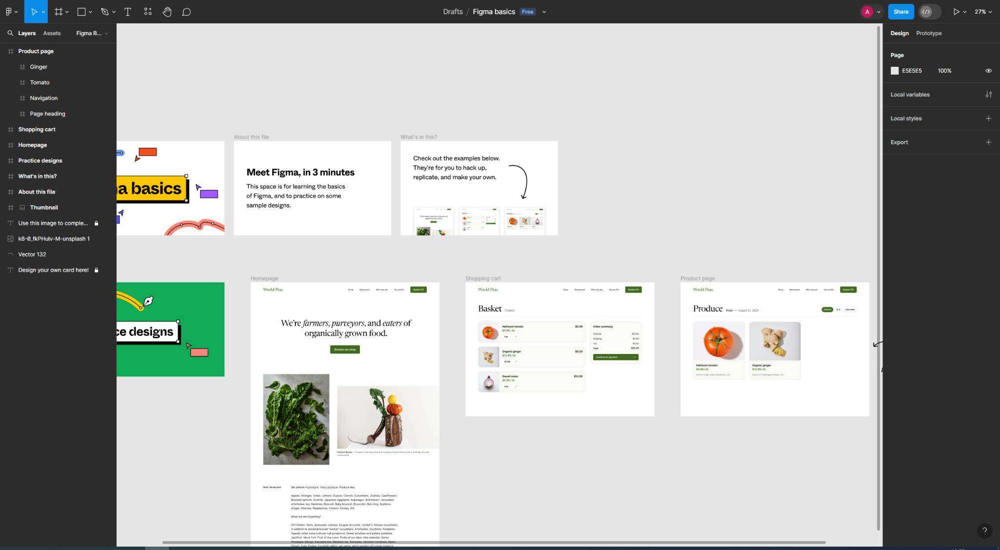 Drafts / Figma basics Free
A
Share
27%
Layers
Assets
Figma B...
Product page
Ginger
Tomato
Navigation
Page heading
Shopping cart
Homepage
Practice designs
What's in this?
About this file
Thumbnail
Use this image to comple...
k8-0_fkPHulv-M-unsplash 1
Vector 132
Design your own card here!
a basics
About this file
Meet Figma, in 3 minutes
This space is for learning the basics
of Figma, and to practice on some
sample designs.
What's in this?
Check out the examples below.
They're for you to hack up,
replicate, and make your own.
ce designs
Homepage
World Peas
Shop
Newstand
Who we are
My profile
Basket (3)
We're farmers, purveyors, and eaters of
organically grown food.
Browse our shop
WHAT WE BELIEVE
We believe in produce. Tasty produce. Produce like:
Apples. Oranges. Limes. Lemons. Guavas. Carrots. Cucumbers. Jicamas. Cauliflowers.
Brussels sprouts. Shallots. Japanese eggplants. Asparagus. Artichokes—Jerusalem
artichokes, too. Radishes. Broccoli. Baby broccoli. Broccolini. Bok choy. Scallions.
Ginger. Cherries. Raspberries. Cilantro. Parsley. Dill.
What are we forgetting?
Oh! Onions. Yams. Avocados. Lettuce. Arugula (to some, "rocket"). Persian cucumbers,
in addition to aforementioned "normal" cucumbers. Artichokes. Zucchinis. Pumpkins.
Squash (what some cultures call pumpkins). Sweet potatoes and potato-potatoes.
Jackfruit. Monk fruit. Fruit of the Loom. Fruits of our labor (this website). Sorrel.
Pineapple. Mango. Gooseberries. Blackberries. Tomatoes. Heirloom tomatoes. Beets.
Shopping cart
World Peas
Shop
Newstand
Who we are
My profile
Basket (3)
Basket
3 items
Heirloom tomato
$5.99
$5.99 / lb
1 lb
Organic ginger
$6.50
$12.99 / lb
0.5 lb
Sweet onion
$14.95
$2.99 / lb
5 lb
Order summary
Subtotal
$27.44
Shipping
$3.99
Tax
$2.00
Total
$33.43
Continue to payment
Product page
World Peas
Shop
Newstand
Who we are
My profile
Basket (3)
Produce
Fresh — August 21, 2023
Default
A-Z
List view
Heirloom tomato
$5.99 / lb
Grown in San Juan Capistrano, CA
Organic ginger
$12.99 / lb
Grown in Huntington Beach, CA
Design
Prototype
Page
E5E5E5
100%
Local variables
Local styles
Export
?